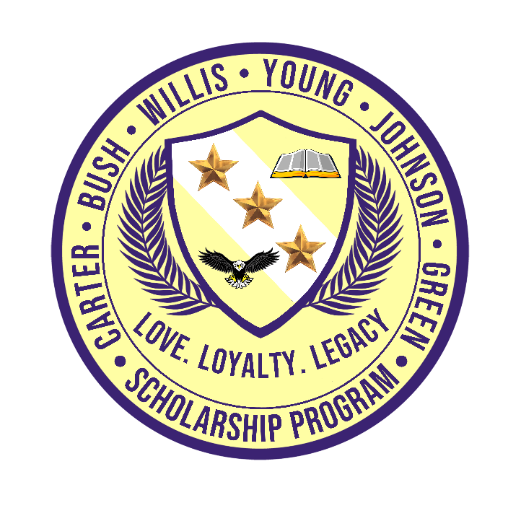 CARTER • BUSH • WILLIS • YOUNG • JOHNSON • GREEN
• SCHOLARSHIP PROGRAM •
LOVE. LOYALTY. LEGACY